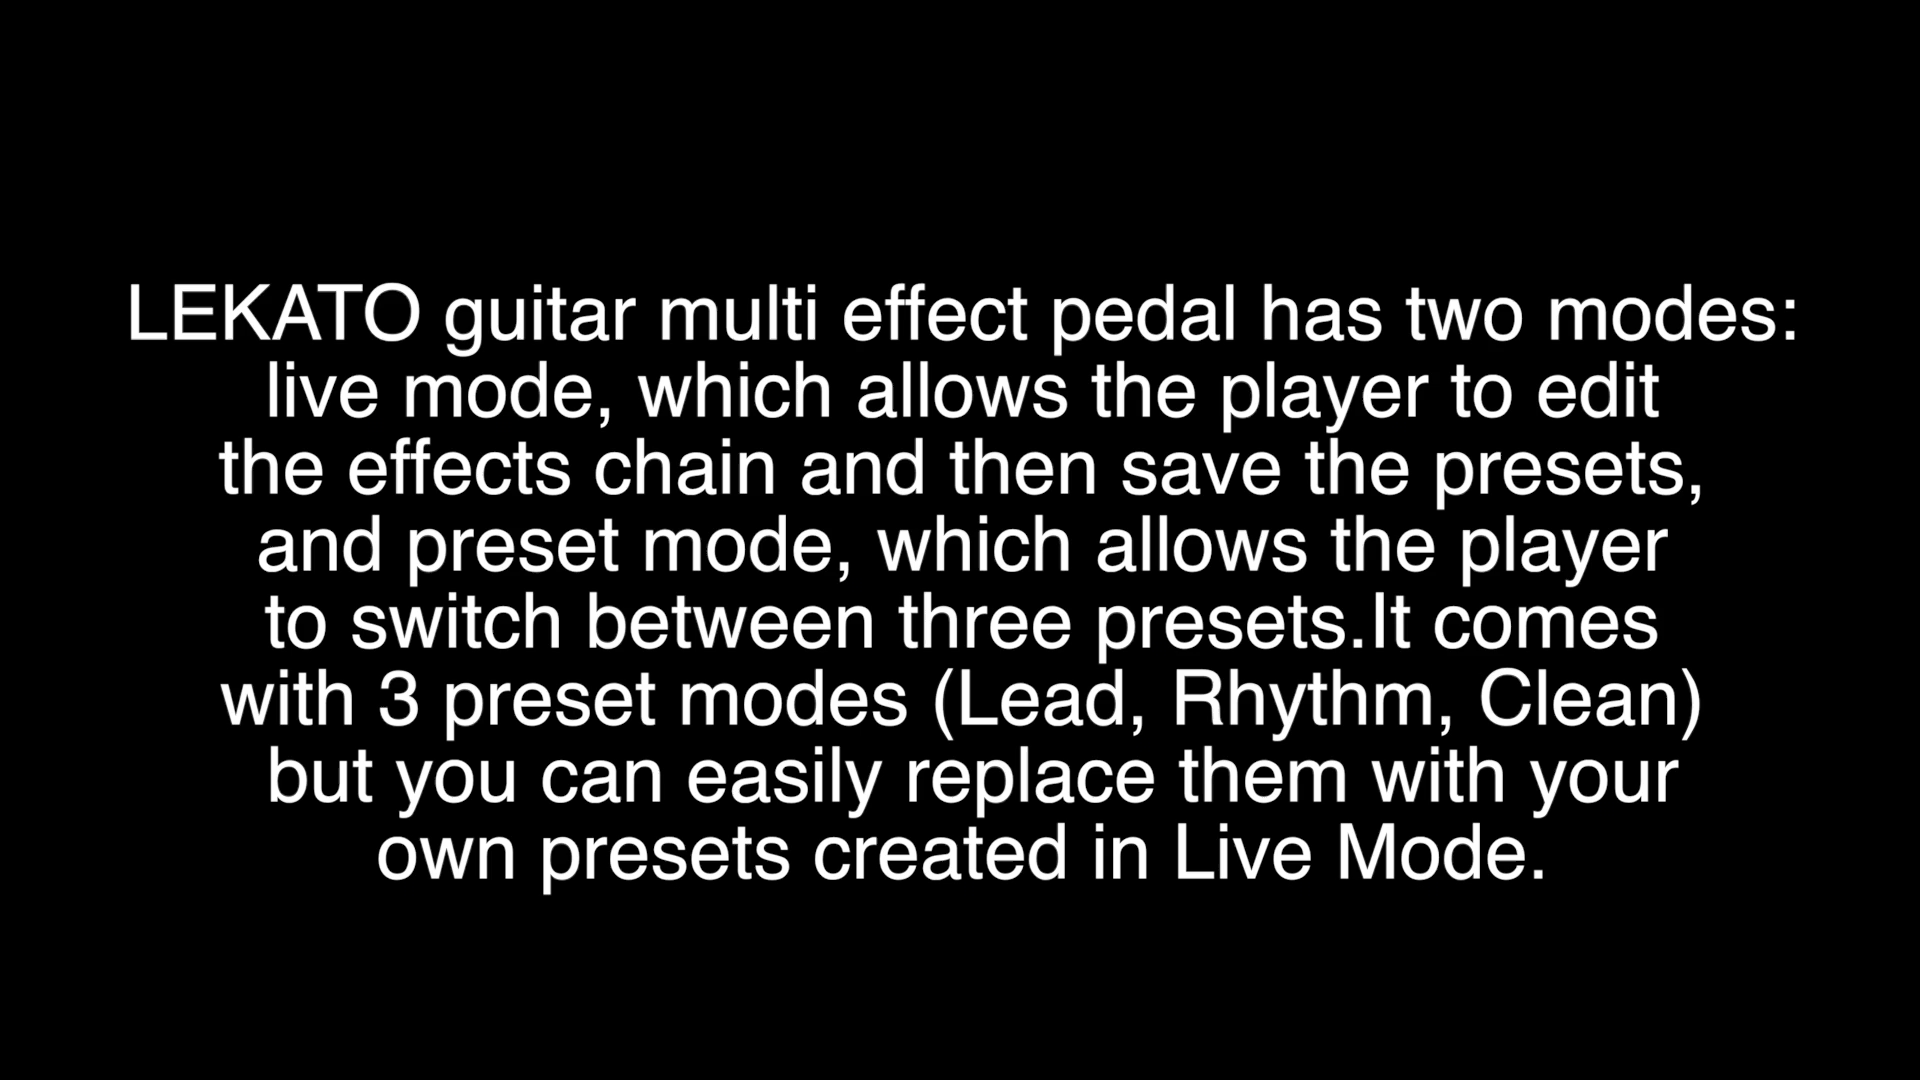 LEKATO guitar multi effect pedal has two modes:
live mode, which allows the player to edit
the effects chain and then save the presets,
and preset mode, which allows the player
to switch between three presets.It comes
with 3 preset modes (Lead, Rhythm, Clean)
but you can easily replace them with your
own presets created in Live Mode.